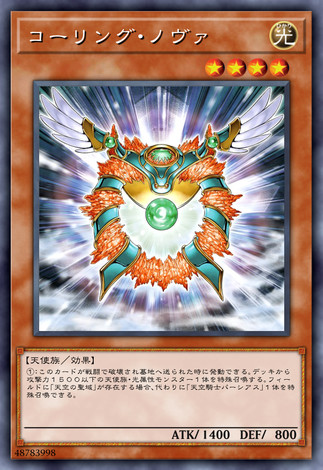 コーリング・ノヴァ
光
【天使族／効果】
①：このカードが戦闘で破壊され墓地へ送られた時に発動できる。デッキから
攻撃力１５００以下の天使族・光属性モンスター１体を特殊召喚する。フィール
ドに「天空の聖域」が存在する場合、代わりに「天空騎士パーシアス」１体を特
殊召喚できる。
ATK/ 1400 DEF/ 800
48783998